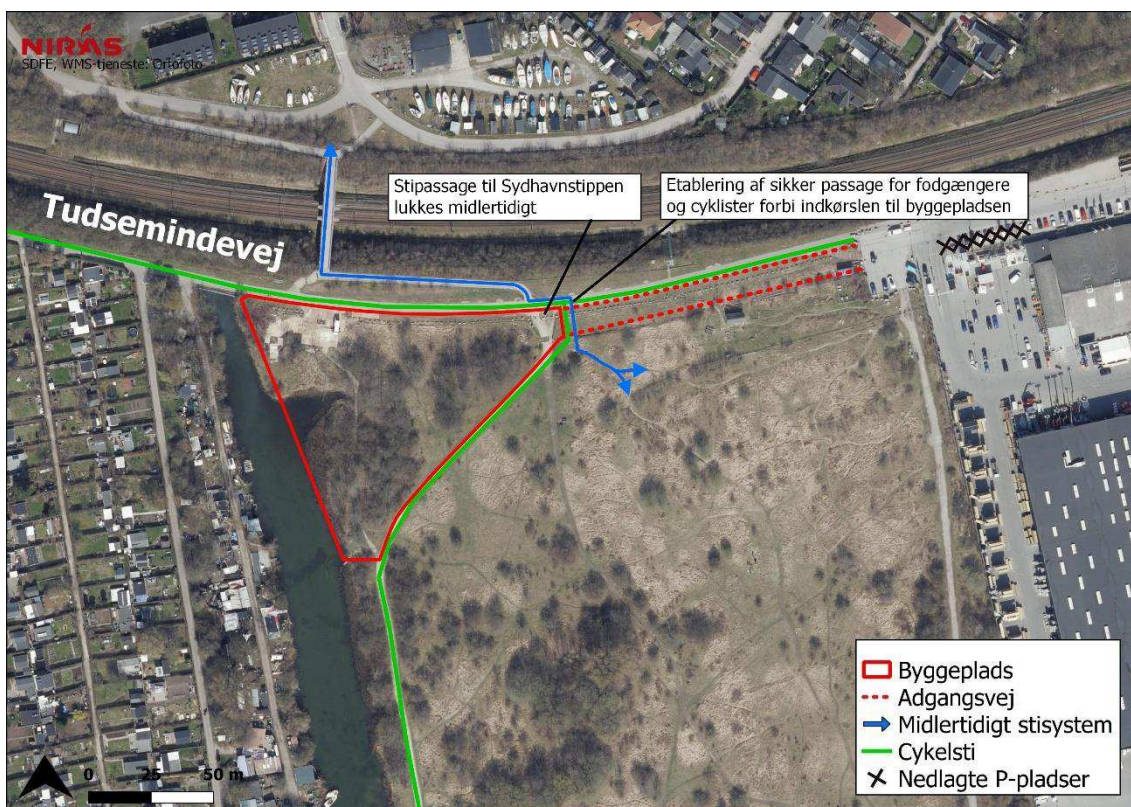 NIRAS
SDFE, WMS-tjeneste: Ortofoto
Stipassage til Sydhavnstippen
lukkes midlertidigt
Etablering af sikker passage for fodgængere
og cyklister forbi indkørslen til byggepladsen
Tudsemindevej
Byggeplads
Adgangsvej
Midlertidigt stisystem
Cykelsti
Nedlagte P-pladser
0 25 50 m